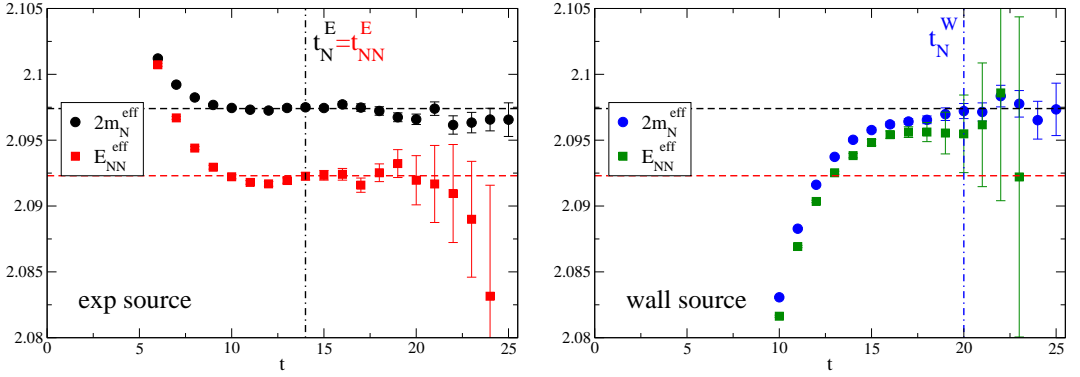 2.105
2.1
2.095
2.09
2.085
2.08
0 5 10 15 20 25
t
t_N^E=t_NN^E
2m_N^eff
E_NN^eff
exp source
2.105
2.1
2.095
2.09
2.085
2.08
0 5 10 15 20 25
t
t_N^W
2m_N^eff
E_NN^eff
wall source